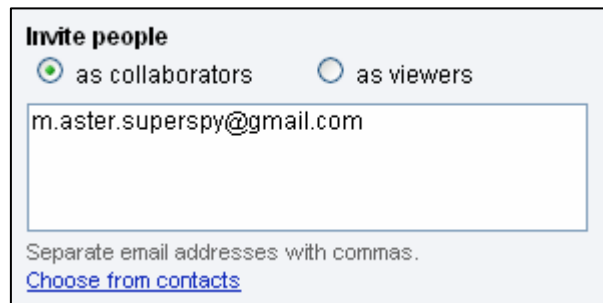 Invite people
as collaborators as viewers
m.aster.superspy@gmail.com
Separate email addresses with commas.
Choose from contacts